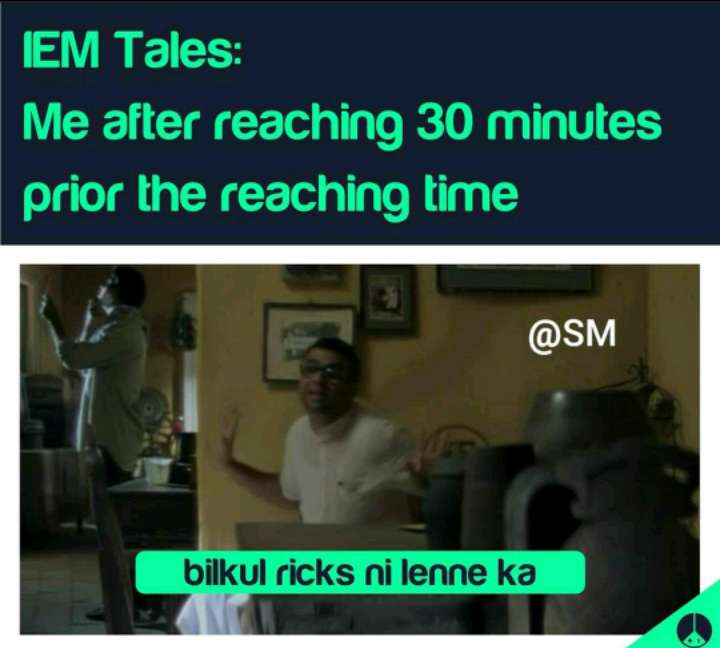 IEM Tales:
Me after reaching 30 minutes
prior the reaching time
@SM
bilkul ricks ni lenne ka